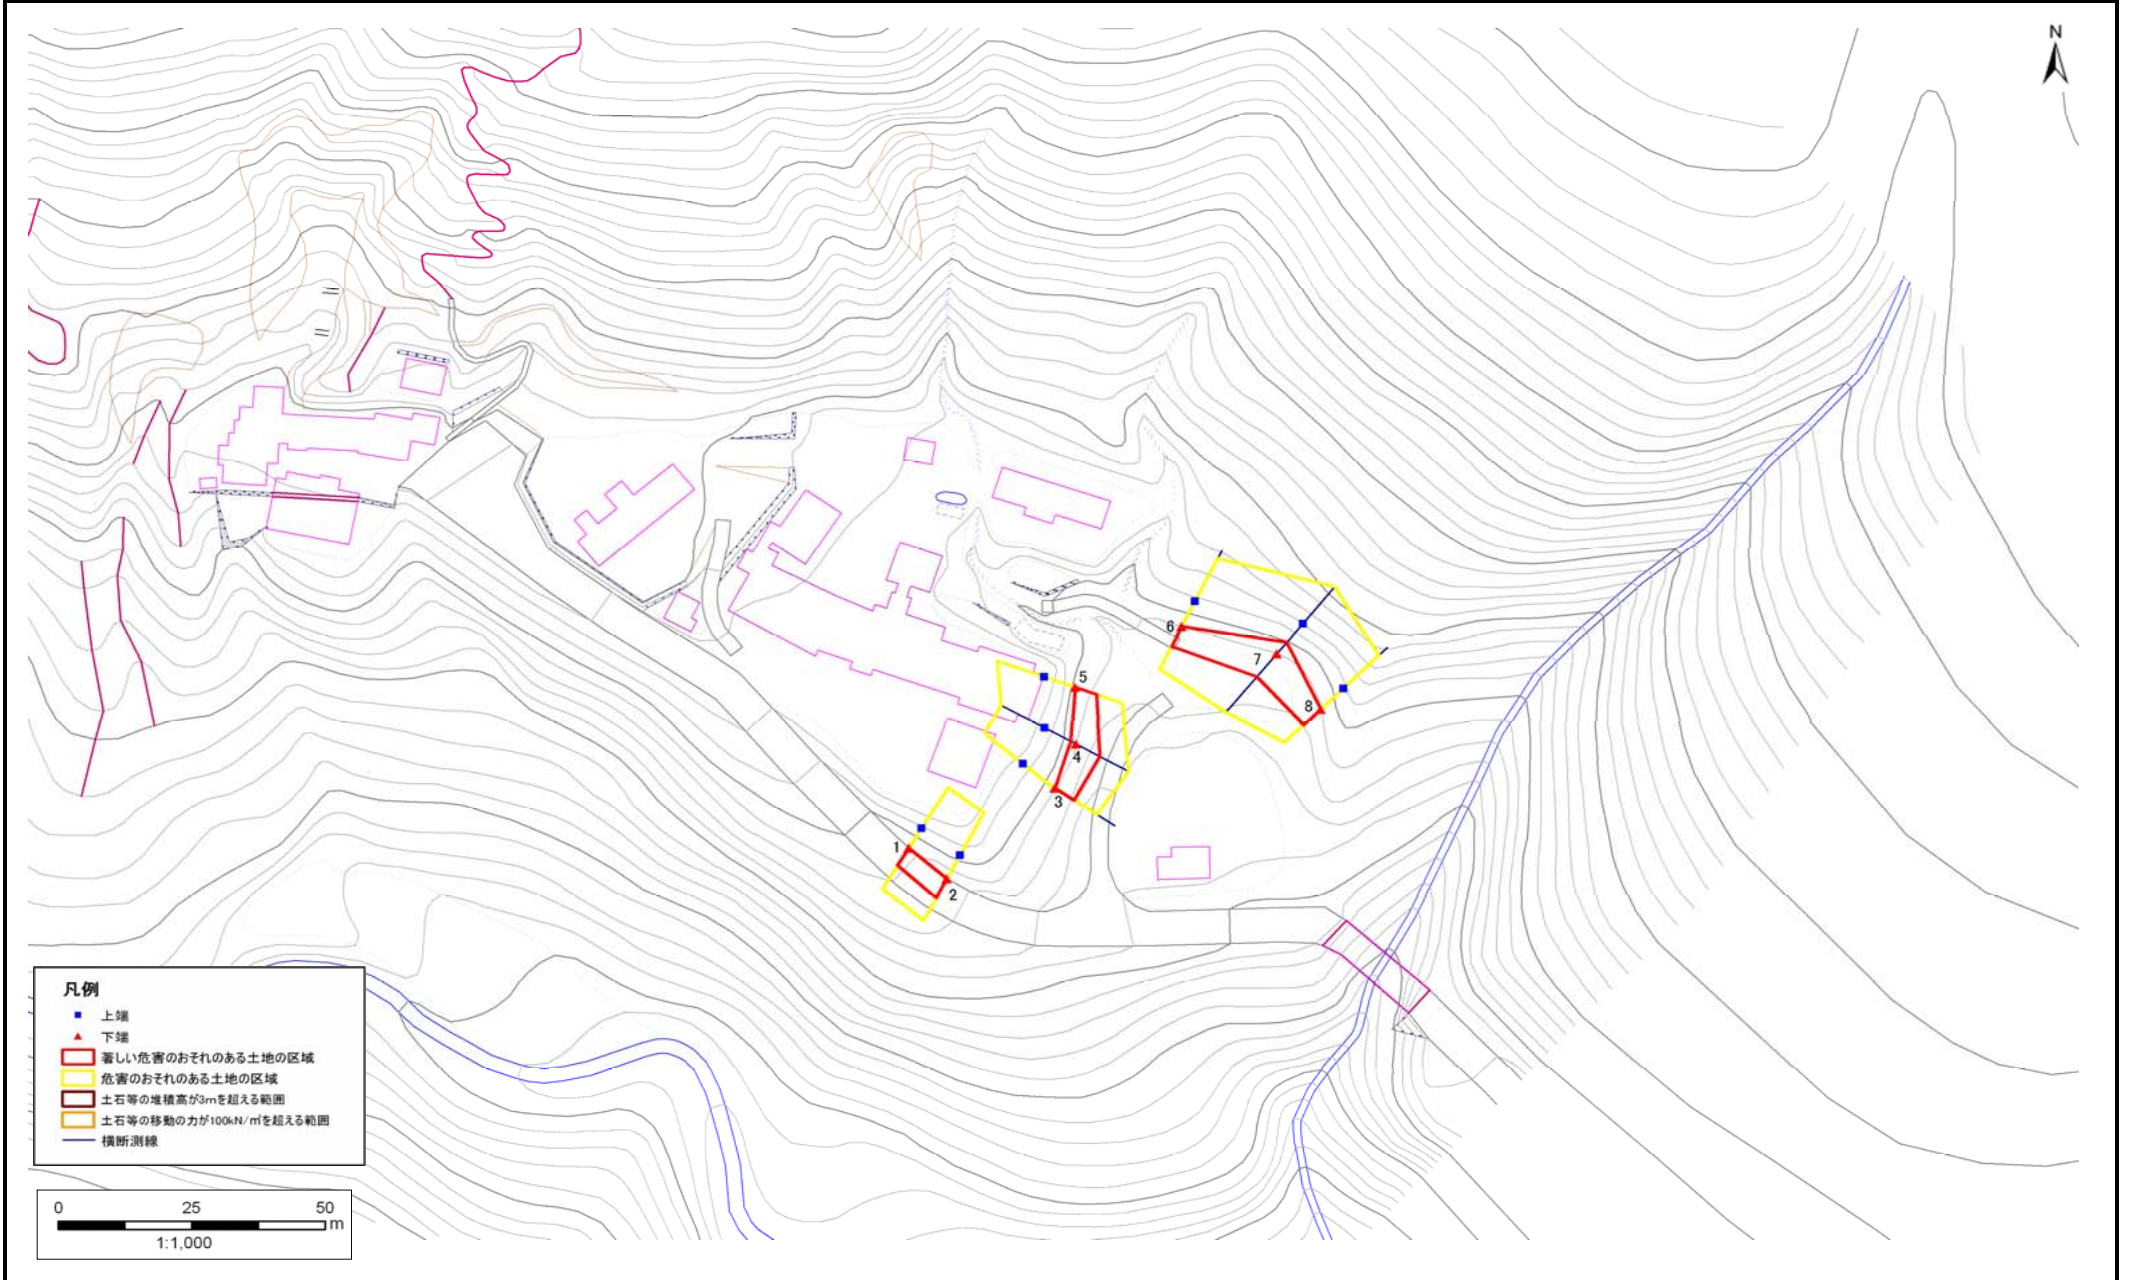 N
6
7
8
5
4
3
1
2
凡例
上端
下端
著しい危害のおそれのある土地の区域
危害のおそれのある土地の区域
土石等の堆積高が3mを超える範囲
土石等の移動の力が100kN/㎡を超える範囲
横断測線
0 25 50
m
1:1,000